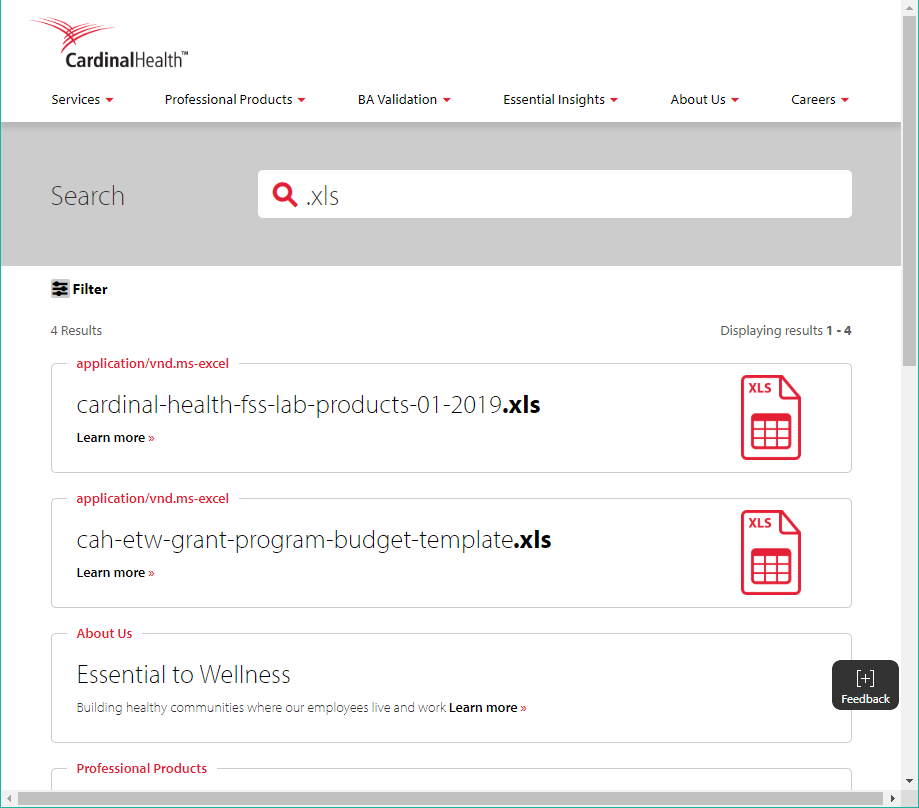 CardinalHealth™
Services Professional Products BA Validation Essential Insights About Us Careers
Search .xls
Filter
4 Results Displaying results 1 - 4
application/vnd.ms-excel
cardinal-health-fss-lab-products-01-2019.xls
Learn more »
XLS
application/vnd.ms-excel
cah-etw-grant-program-budget-template.xls
Learn more »
XLS
About Us
Essential to Wellness
Building healthy communities where our employees live and work Learn more »
[+]
Feedback
Professional Products